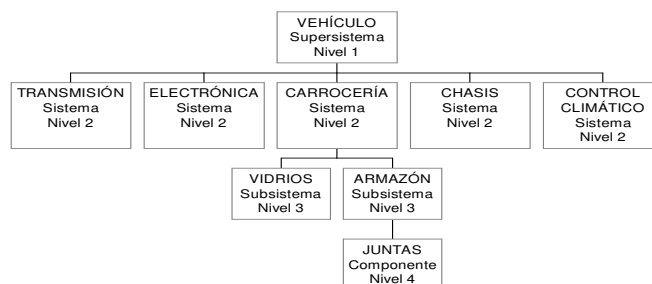 VEHÍCULO
Supersistema
Nivel 1
TRANSMISIÓN
Sistema
Nivel 2
ELECTRÓNICA
Sistema
Nivel 2
CARROCERÍA
Sistema
Nivel 2
CHASIS
Sistema
Nivel 2
CONTROL
CLIMÁTICO
Sistema
Nivel 2
VIDRIOS
Subsistema
Nivel 3
ARMAZÓN
Subsistema
Nivel 3
JUNTAS
Componente
Nivel 4